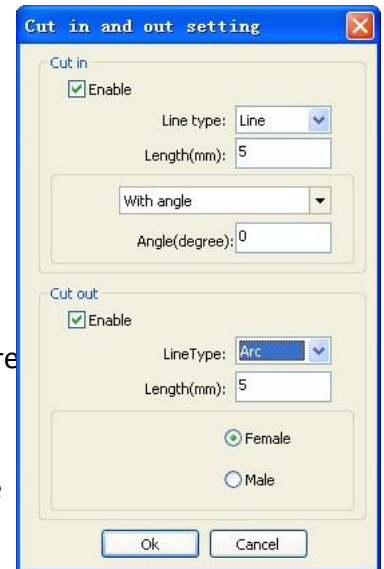 Cut in and out setting
Cut in
Enable
Line type: Line
Length(mm): 5
With angle
Angle(degree): 0
Cut out
Enable
re
LineType: Arc
Length(mm): 5
Female
Male
Ok Cancel